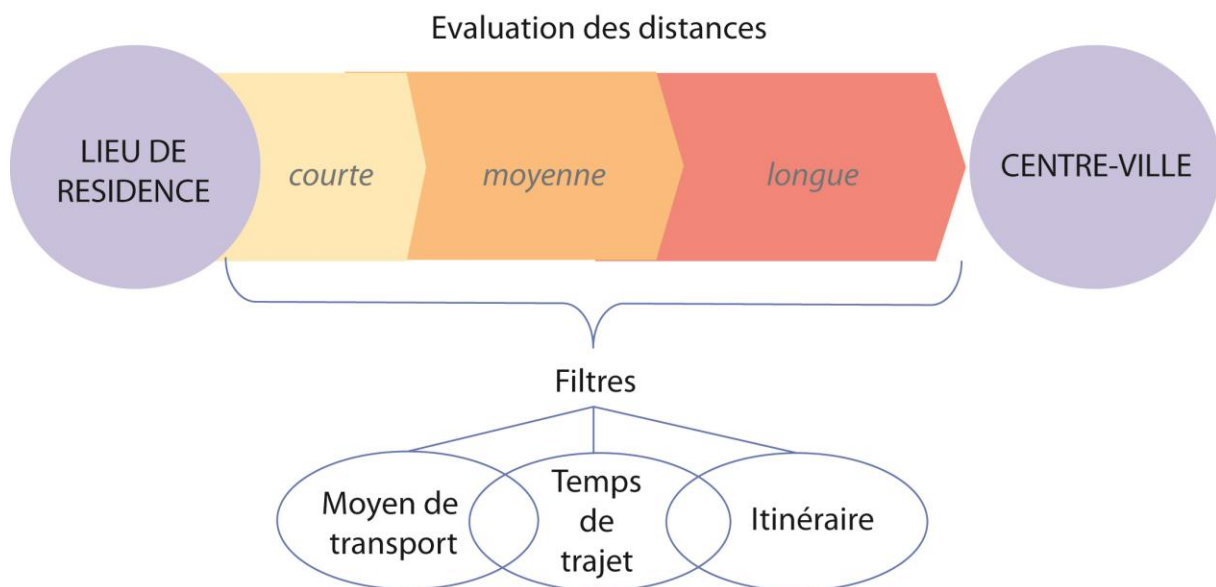 Evaluation des distances
LIEU DE
RESIDENCE
courte
moyenne
longue
CENTRE-VILLE
Filtres
Moyen de
transport
Temps
de
trajet
Itinéraire